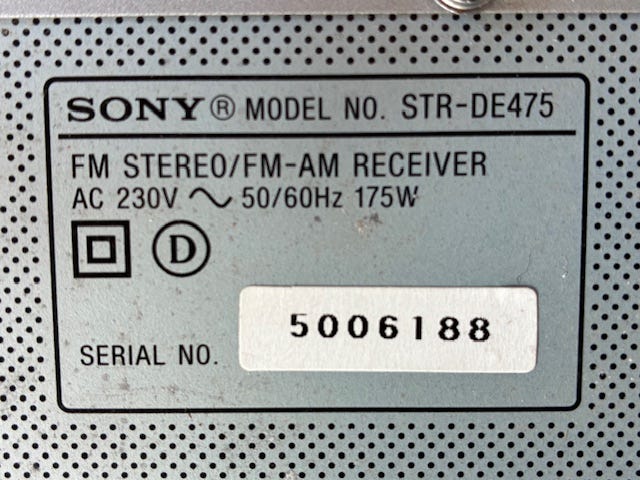 SONY® MODEL NO. STR-DE475
FM STEREO/FM-AM RECEIVER
AC 230V ~ 50/60Hz 175W
D
5006188
SERIAL NO.